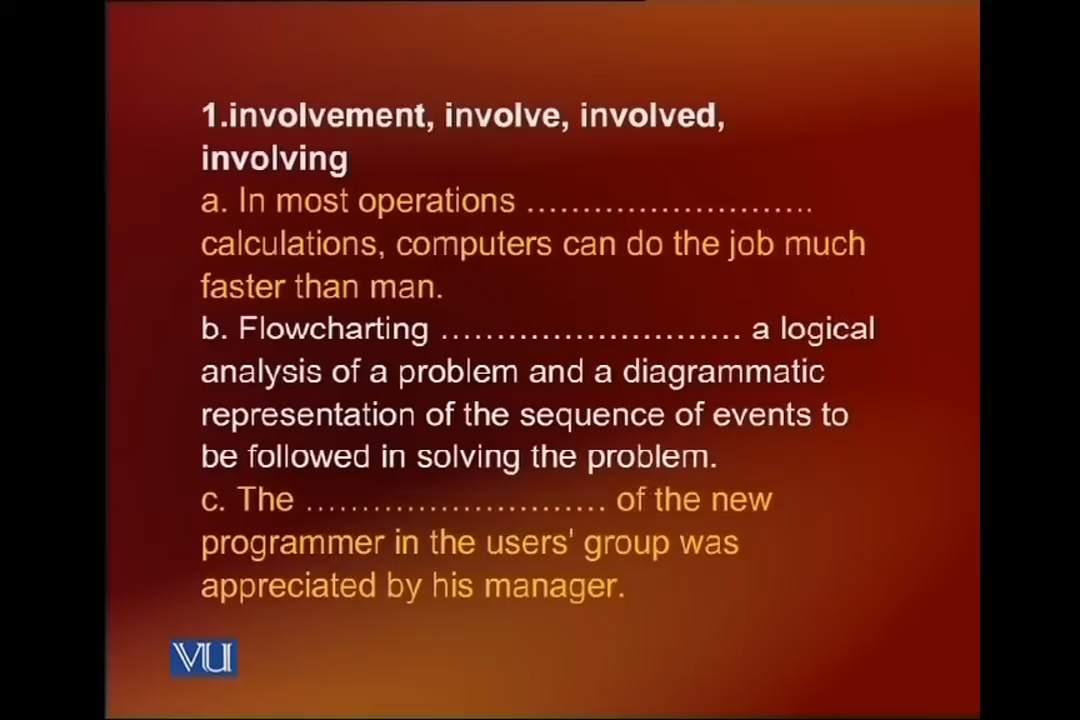 1.involvement, involve, involved,
involving
a. In most operations ……………………..
calculations, computers can do the job much
faster than man.
b. Flowcharting ……………………… a logical
analysis of a problem and a diagrammatic
representation of the sequence of events to
be followed in solving the problem.
c. The ……………………… of the new
programmer in the users' group was
appreciated by his manager.
VU